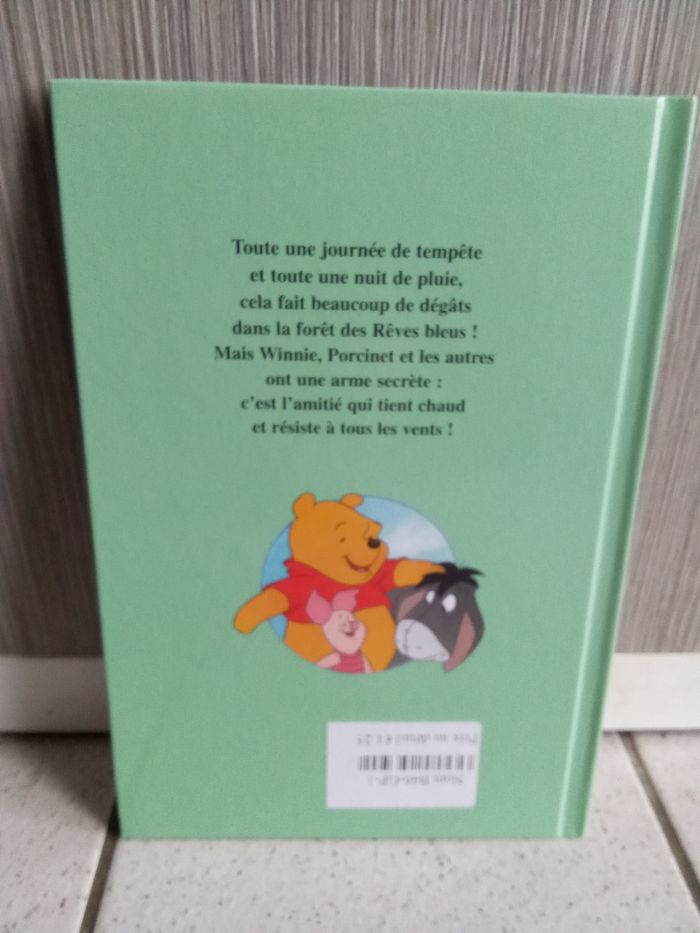 Toute une journée de tempête
et toute une nuit de pluie,
cela fait beaucoup de dégâts
dans la forêt des Rêves bleus !
Mais Winnie, Porcinet et les autres
ont une arme secrète :
c'est l'amitié qui tient chaud
et résiste à tous les vents !